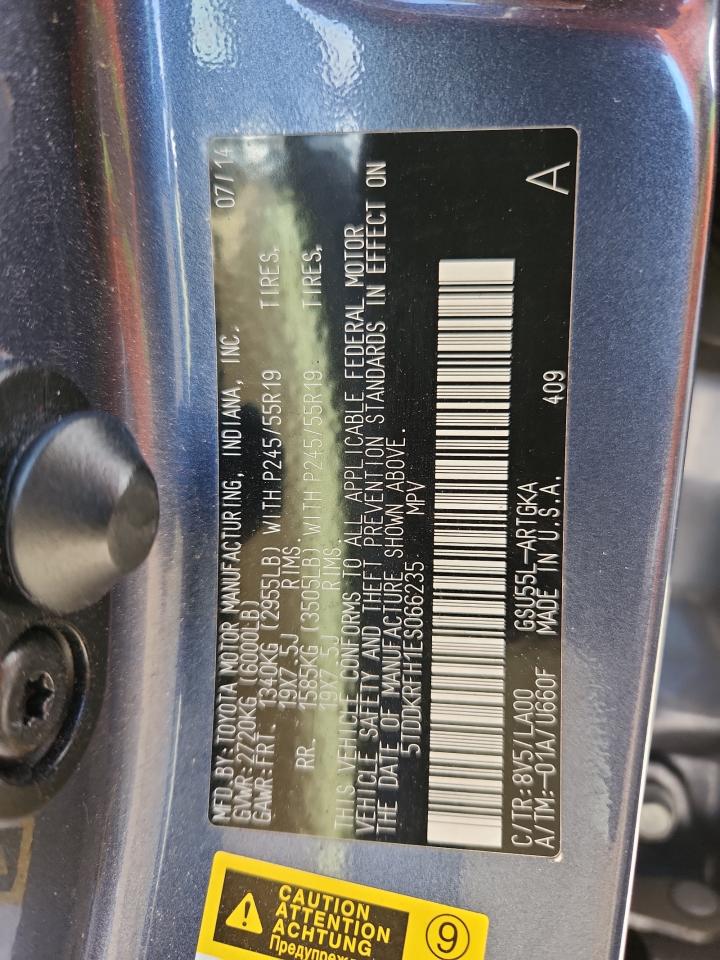 MFD.BY:TOYOTA MOTOR MANUFACTURING, INDIANA, INC. 07/14
GVWR:2720KG (6000LB)
GAWR:FRT. 1340KG (2955LB) WITH P245/55R19 TIRES,
19X7.5J RIMS
RR. 1585KG (3505LB) WITH P245/55R19 TIRES,
19X7.5J RIMS
THIS VEHICLE CONFORMS TO ALL APPLICABLE FEDERAL MOTOR
VEHICLE SAFETY AND THEFT PREVENTION STANDARDS IN EFFECT ON
THE DATE OF MANUFACTURE SHOWN ABOVE.
5TDDKRFH1ES066235 MPV
C/TR:8V5/LA00 GSU55L-ARTGKA A
A/TM:-01A/U660F MADE IN U.S.A. 409
CAUTION
ATTENTION
ACHTUNG
9